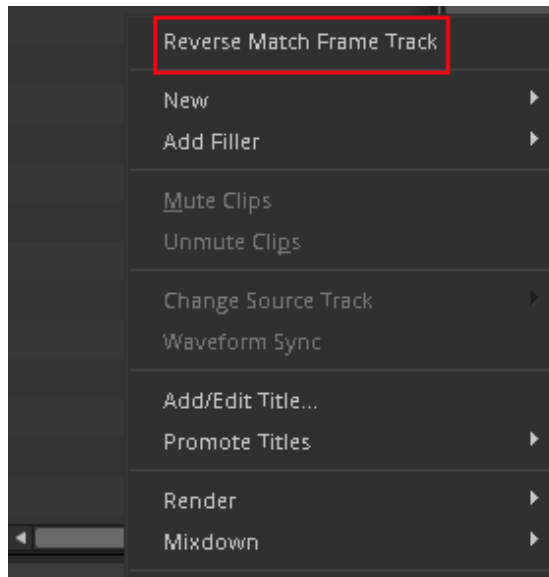 Reverse Match Frame Track
New
Add Filler
Mute Clips
Unmute Clips
Change Source Track
Waveform Sync
Add/Edit Title...
Promote Titles
Render
Mixdown